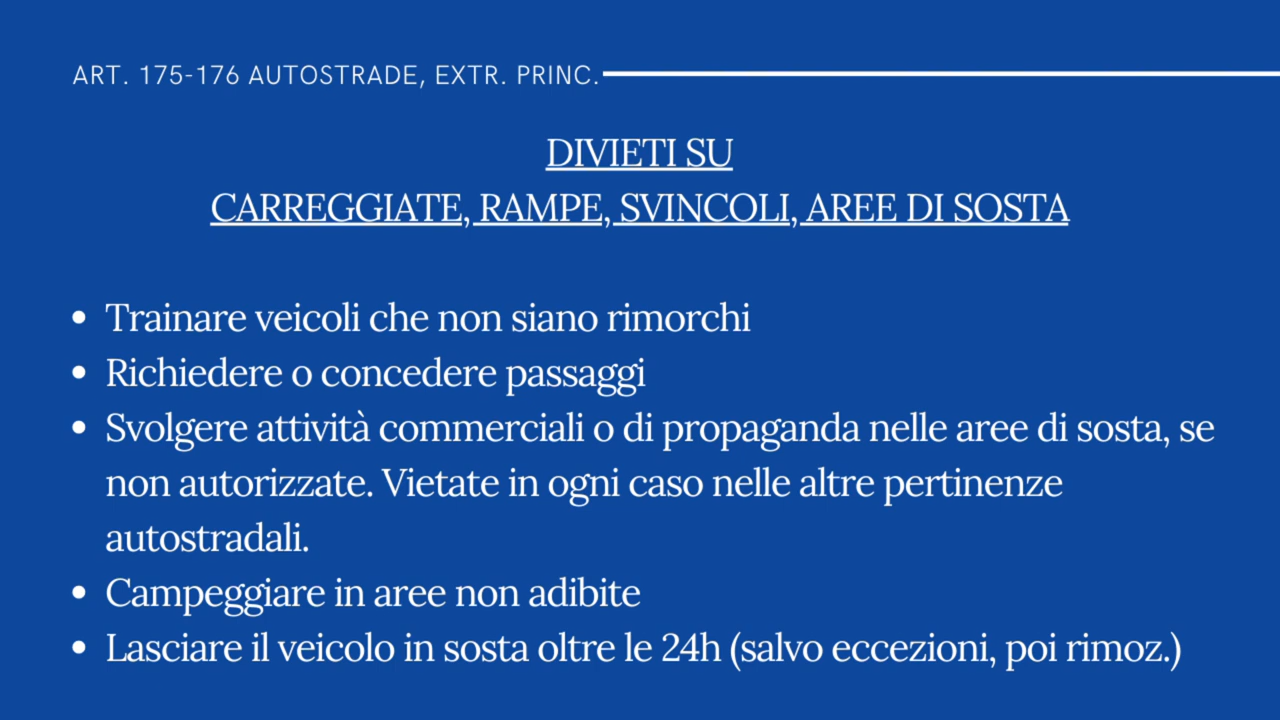 ART. 175-176 AUTOSTRADE, EXTR. PRINC.
DIVIETI SU
CARREGGIATE, RAMPE, SVINCOLI, AREE DI SOSTA
• Trainare veicoli che non siano rimorchi
• Richiedere o concedere passaggi
• Svolgere attività commerciali o di propaganda nelle aree di sosta, se
non autorizzate. Vietate in ogni caso nelle altre pertinenze
autostradali.
• Campeggiare in aree non adibite
• Lasciare il veicolo in sosta oltre le 24h (salvo eccezioni, poi rimoz.)